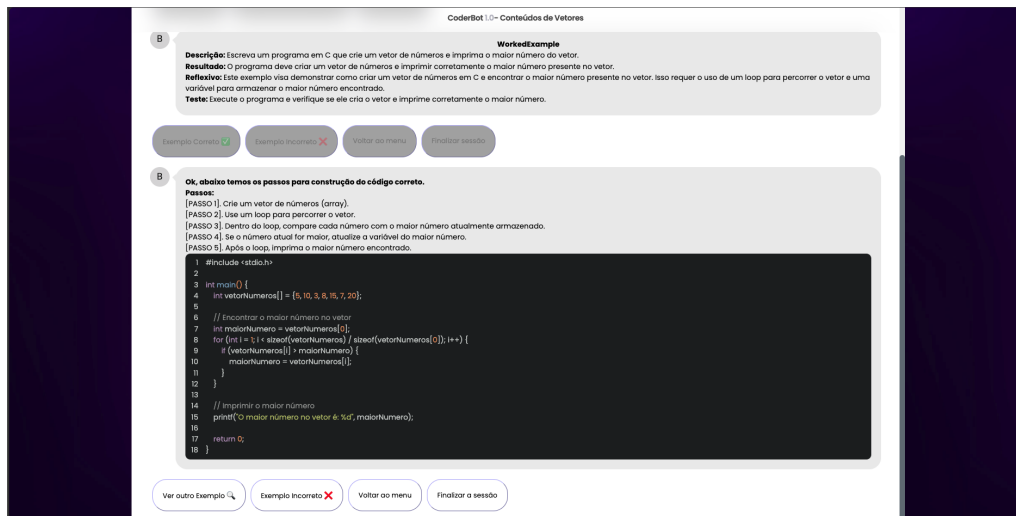 CoderBot 1.0- Conteúdos de Vetores
B
WorkedExample
Descrição: Escreva um programa em C que crie um vetor de números e imprima o maior número do vetor.
Resultado: O programa deve criar um vetor de números e imprimir corretamente o maior número presente no vetor.
Reflexivo: Este exemplo visa demonstrar como criar um vetor de números em C e encontrar o maior número presente no vetor. Isso requer o uso de um loop para percorrer o vetor e uma
variável para armazenar o maior número encontrado.
Teste: Execute o programa e verifique se ele cria o vetor e imprime corretamente o maior número.
Exemplo Correto ✅ Exemplo Incorreto ❌ Voltar ao menu Finalizar sessão
B
Ok, abaixo temos os passos para construção do código correto.
Passos:
[PASSO 1]. Crie um vetor de números (array).
[PASSO 2]. Use um loop para percorrer o vetor.
[PASSO 3]. Dentro do loop, compare cada número com o maior número atualmente armazenado.
[PASSO 4]. Se o número atual for maior, atualize a variável do maior número.
[PASSO 5]. Após o loop, imprima o maior número encontrado.
1 #include <stdio.h>
2
3 int main() {
4 int vetorNumeros[] = {5, 10, 3, 8, 15, 7, 20};
5
6 // Encontrar o maior número no vetor
7 int maiorNumero = vetorNumeros[0];
8 for (int i = 1; i < sizeof(vetorNumeros) / sizeof(vetorNumeros[0]); i++) {
9 if (vetorNumeros[i] > maiorNumero) {
10 maiorNumero = vetorNumeros[i];
11 }
12 }
13
14 // Imprimir o maior número
15 printf("O maior número no vetor é: %d", maiorNumero);
16
17 return 0;
18 }
Ver outro Exemplo 🔍 Exemplo Incorreto ❌ Voltar ao menu Finalizar a sessão